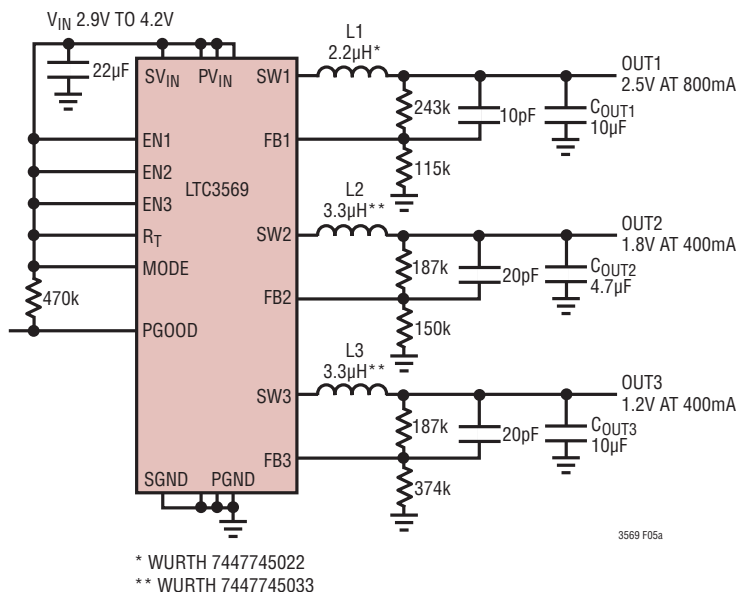 V_IN 2.9V TO 4.2V
22µF
SV_IN PV_IN SW1
L1
2.2µH*
243k
10pF
C_OUT1
10µF
OUT1
2.5V AT 800mA
EN1
FB1
115k
EN2
LTC3569
EN3
L2
3.3µH**
R_T
SW2
OUT2
1.8V AT 400mA
MODE
187k
20pF
C_OUT2
4.7µF
470k
FB2
PGOOD
150k
L3
3.3µH**
SW3
OUT3
1.2V AT 400mA
187k
20pF
C_OUT3
10µF
FB3
SGND PGND
374k
3569 F05a
* WURTH 7447745022
** WURTH 7447745033